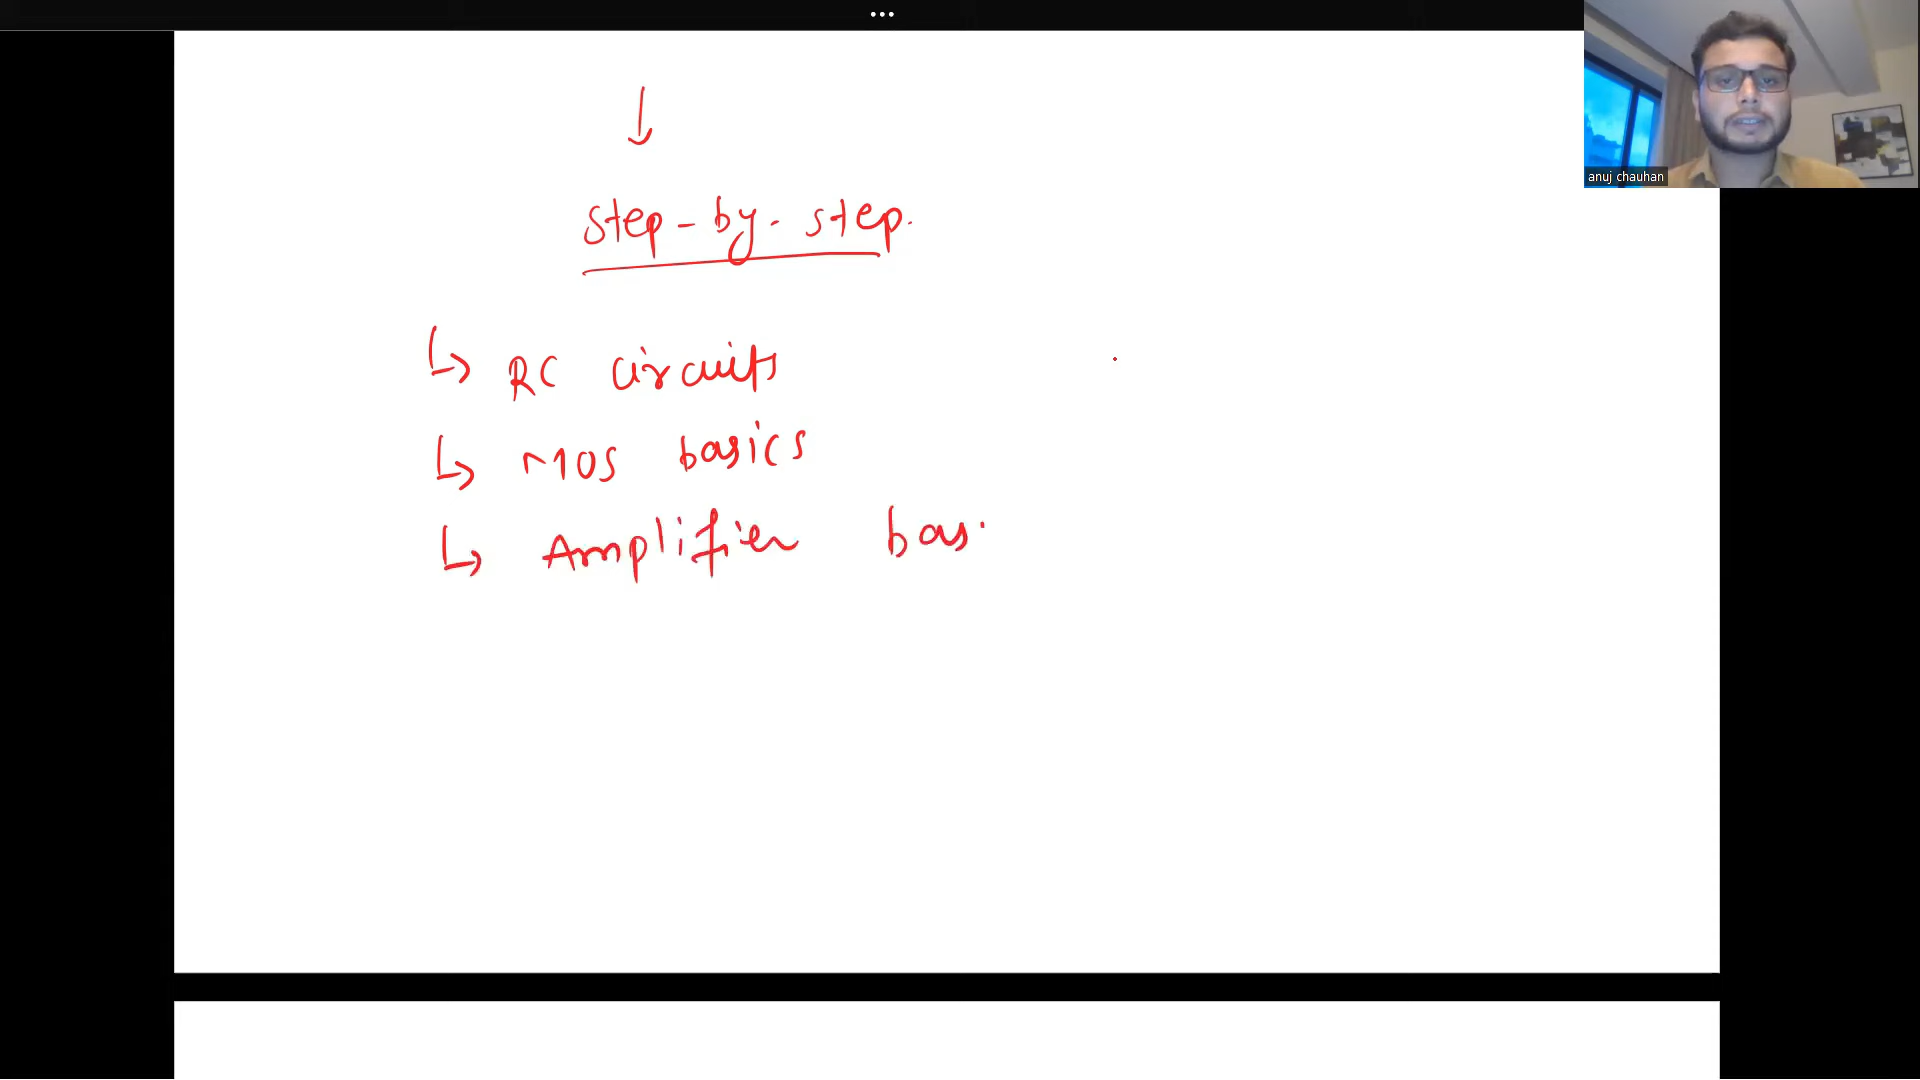 anuj chauhan
step-by-step.
RC circuits
MOS basics
Amplifier bas